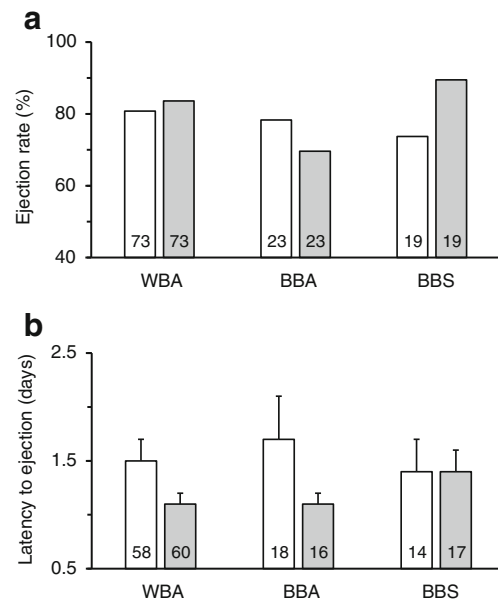 a
Ejection rate (%)
100
80
60
40
73 73 23 23 19 19
WBA BBA BBS
b
Latency to ejection (days)
2.5
1.5
0.5
58 60 18 16 14 17
WBA BBA BBS